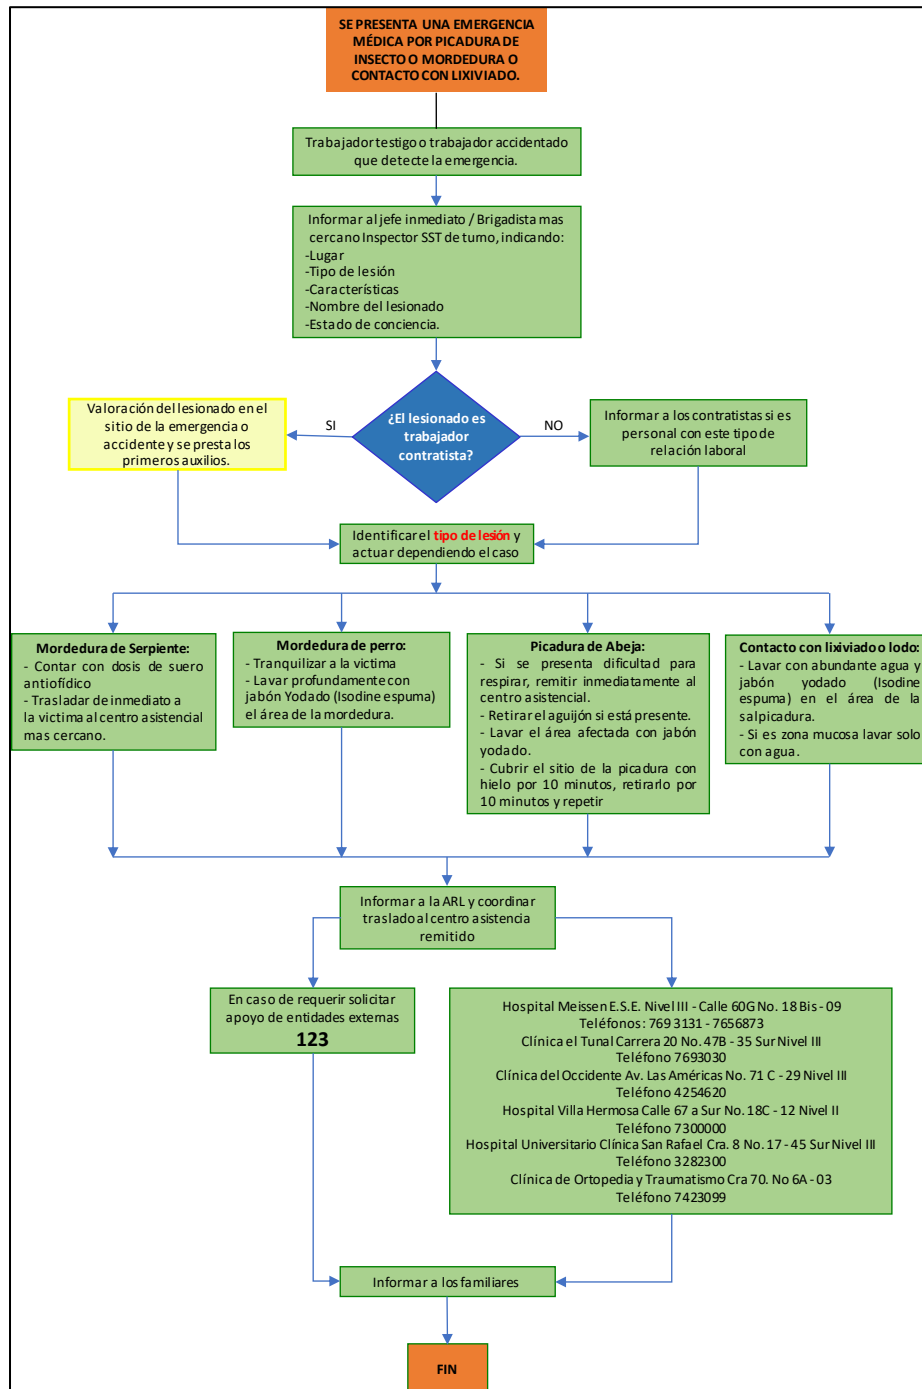 SE PRESENTA UNA EMERGENCIA
MÉDICA POR PICADURA DE
INSECTO O MORDEDURA O
CONTACTO CON LIXIVIADO.
Trabajador testigo o trabajador accidentado
que detecte la emergencia.
Informar al jefe inmediato / Brigadista mas
cercano Inspector SST de turno, indicando:
-Lugar
-Tipo de lesión
-Características
-Nombre del lesionado
-Estado de conciencia.
¿El lesionado es
trabajador
contratista?
SI
NO
Valoración del lesionado en el
sitio de la emergencia o
accidente y se presta los
primeros auxilios.
Informar a los contratistas si es
personal con este tipo de
relación laboral
Identificar el tipo de lesión y
actuar dependiendo el caso
Mordedura de Serpiente:
- Contar con dosis de suero
antiofídico
- Trasladar de inmediato a
la victima al centro asistencial
mas cercano.
Mordedura de perro:
- Tranquilizar a la victima
- Lavar profundamente con
jabón Yodado (Isodine espuma)
el área de la mordedura.
Picadura de Abeja:
- Si se presenta dificultad para
respirar, remitir inmediatamente al
centro asistencial.
- Retirar el aguijón si está presente.
- Lavar el área afectada con jabón
yodado.
- Cubrir el sitio de la picadura con
hielo por 10 minutos, retirarlo por
10 minutos y repetir
Contacto con lixiviado o lodo:
- Lavar con abundante agua y
jabón yodado (Isodine
espuma) en el área de la
salpicadura.
- Si es zona mucosa lavar solo
con agua.
Informar a la ARL y coordinar
traslado al centro asistencia
remitido
En caso de requerir solicitar
apoyo de entidades externas
123
Hospital Meissen E.S.E. Nivel III - Calle 60G No. 18 Bis - 09
Teléfonos: 769 3131 - 7656873
Clínica el Tunal Carrera 20 No. 47B - 35 Sur Nivel III
Teléfono 7693030
Clínica del Occidente Av. Las Américas No. 71 C - 29 Nivel III
Teléfono 4254620
Hospital Villa Hermosa Calle 67 a Sur No. 18C - 12 Nivel II
Teléfono 7300000
Hospital Universitario Clínica San Rafael Cra. 8 No. 17 - 45 Sur Nivel III
Teléfono 3282300
Clínica de Ortopedia y Traumatismo Cra 70. No 6A - 03
Teléfono 7423099
Informar a los familiares
FIN